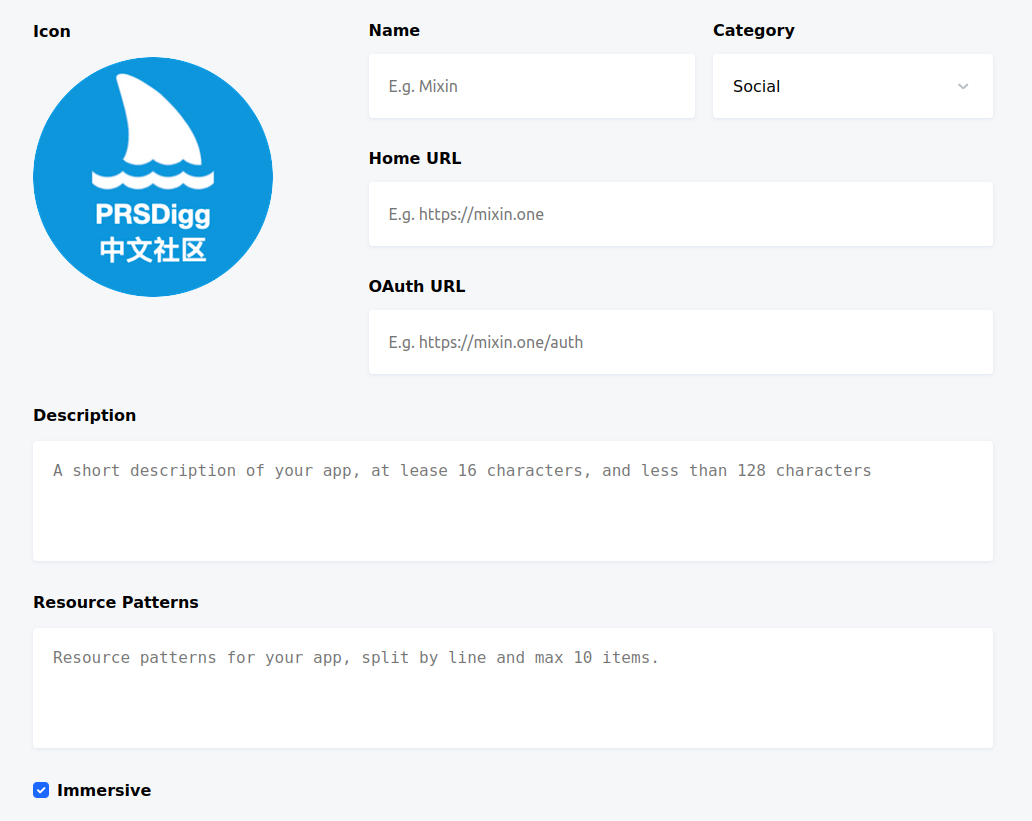 Icon
PRSDigg
中文社区
Name
E.g. Mixin
Category
Social
Home URL
E.g. https://mixin.one
OAuth URL
E.g. https://mixin.one/auth
Description
A short description of your app, at lease 16 characters, and less than 128 characters
Resource Patterns
Resource patterns for your app, split by line and max 10 items.
Immersive